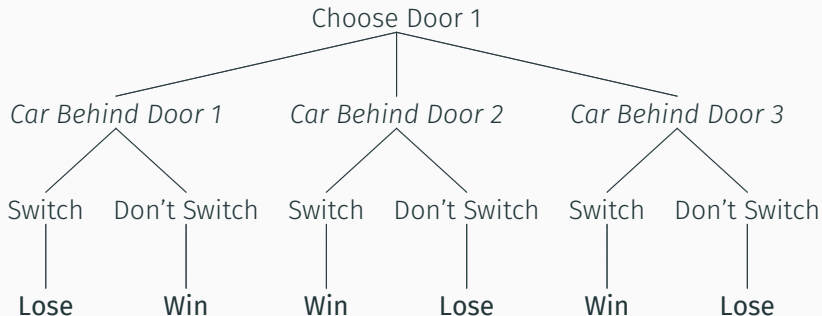 Choose Door 1
Car Behind Door 1 Car Behind Door 2 Car Behind Door 3
Switch Don’t Switch Switch Don’t Switch Switch Don’t Switch
Lose Win Win Lose Win Lose